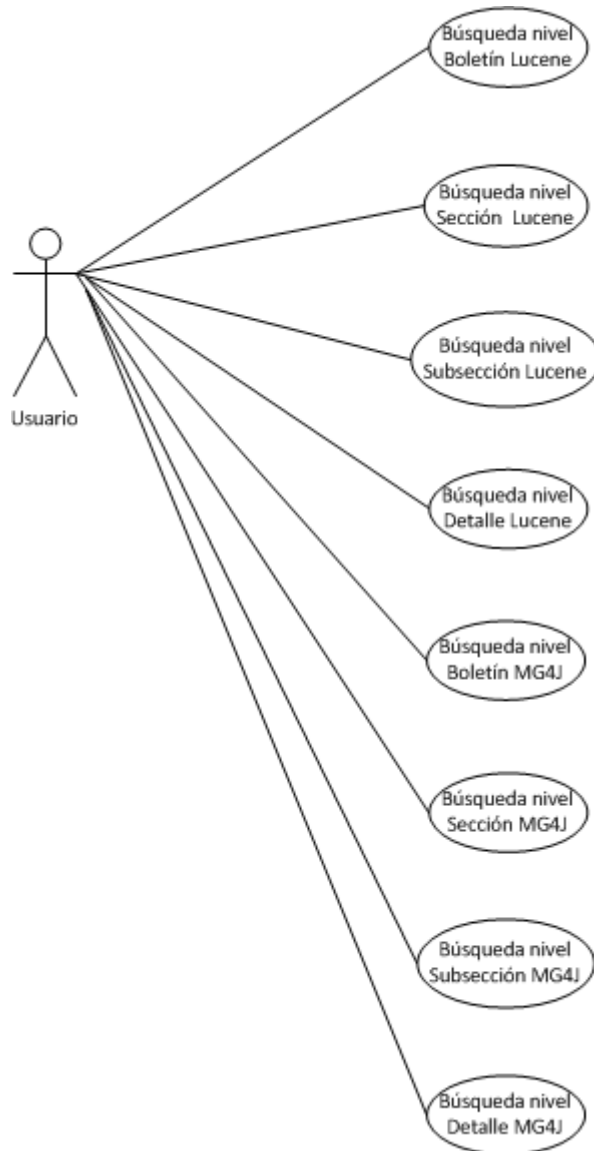 Búsqueda nivel
Boletín Lucene
Búsqueda nivel
Sección Lucene
Usuario
Búsqueda nivel
Subsección Lucene
Búsqueda nivel
Detalle Lucene
Búsqueda nivel
Boletín MG4J
Búsqueda nivel
Sección MG4J
Búsqueda nivel
Subsección MG4J
Búsqueda nivel
Detalle MG4J